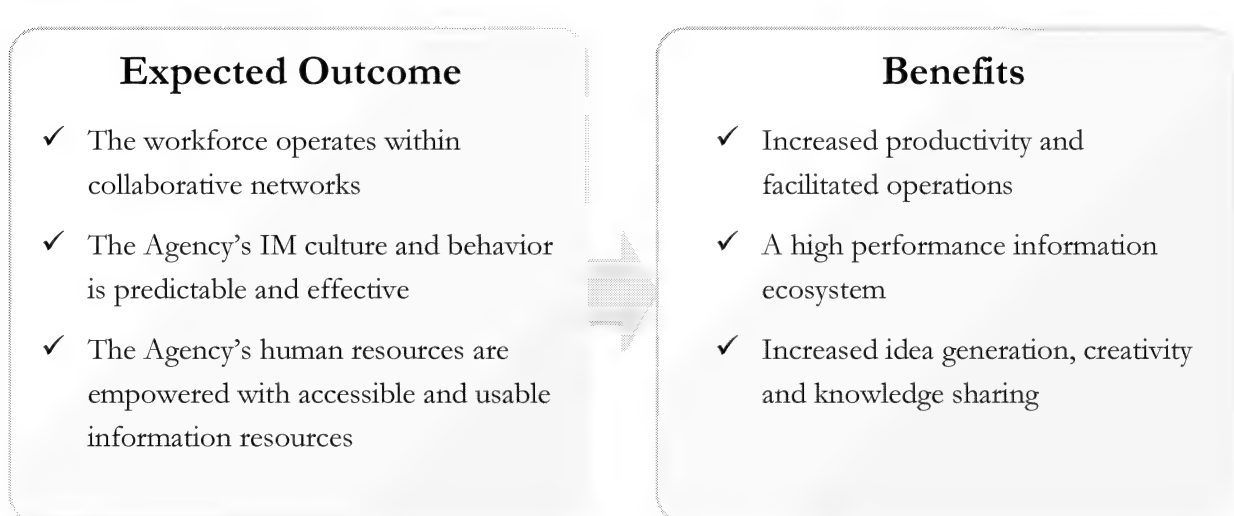 Expected Outcome
✓ The workforce operates within
collaborative networks
✓ The Agency’s IM culture and behavior
is predictable and effective
✓ The Agency’s human resources are
empowered with accessible and usable
information resources
Benefits
✓ Increased productivity and
facilitated operations
✓ A high performance information
ecosystem
✓ Increased idea generation, creativity
and knowledge sharing